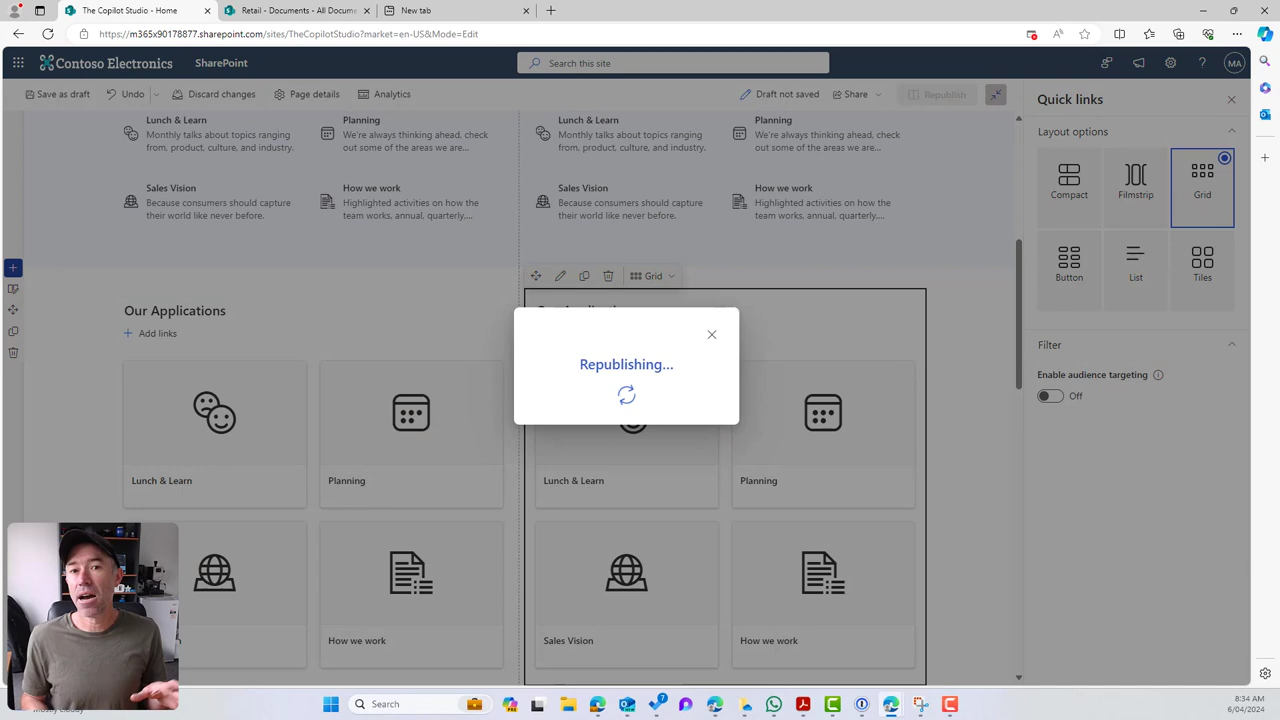 The Copilot Studio - Home
Retail - Documents - All Docume
New tab
https://m365x90178877.sharepoint.com/sites/TheCopilotStudio?market=en-US&Mode=Edit
Contoso Electronics
SharePoint
Search this site
MA
Save as draft
Undo
Discard changes
Page details
Analytics
Draft not saved
Share
Republish
Quick links
Layout options
Compact
Filmstrip
Grid
Button
List
Tiles
Filter
Enable audience targeting
Off
Lunch & Learn
Monthly talks about topics ranging
from, product, culture, and industry.
Planning
We're always thinking ahead, check
out some of the areas we are...
Lunch & Learn
Monthly talks about topics ranging
from, product, culture, and industry.
Planning
We're always thinking ahead, check
out some of the areas we are...
Sales Vision
Because consumers should capture
their world like never before.
How we work
Highlighted activities on how the
team works, annual, quarterly,...
Sales Vision
Because consumers should capture
their world like never before.
How we work
Highlighted activities on how the
team works, annual, quarterly,...
Grid
Our Applications
Add links
Republishing...
Lunch & Learn
Planning
Lunch & Learn
Planning
How we work
Sales Vision
How we work
Search
7
8:34 AM
6/04/2024